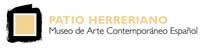 PATIO HERRERIANO
Museo de Arte Contemporáneo Español